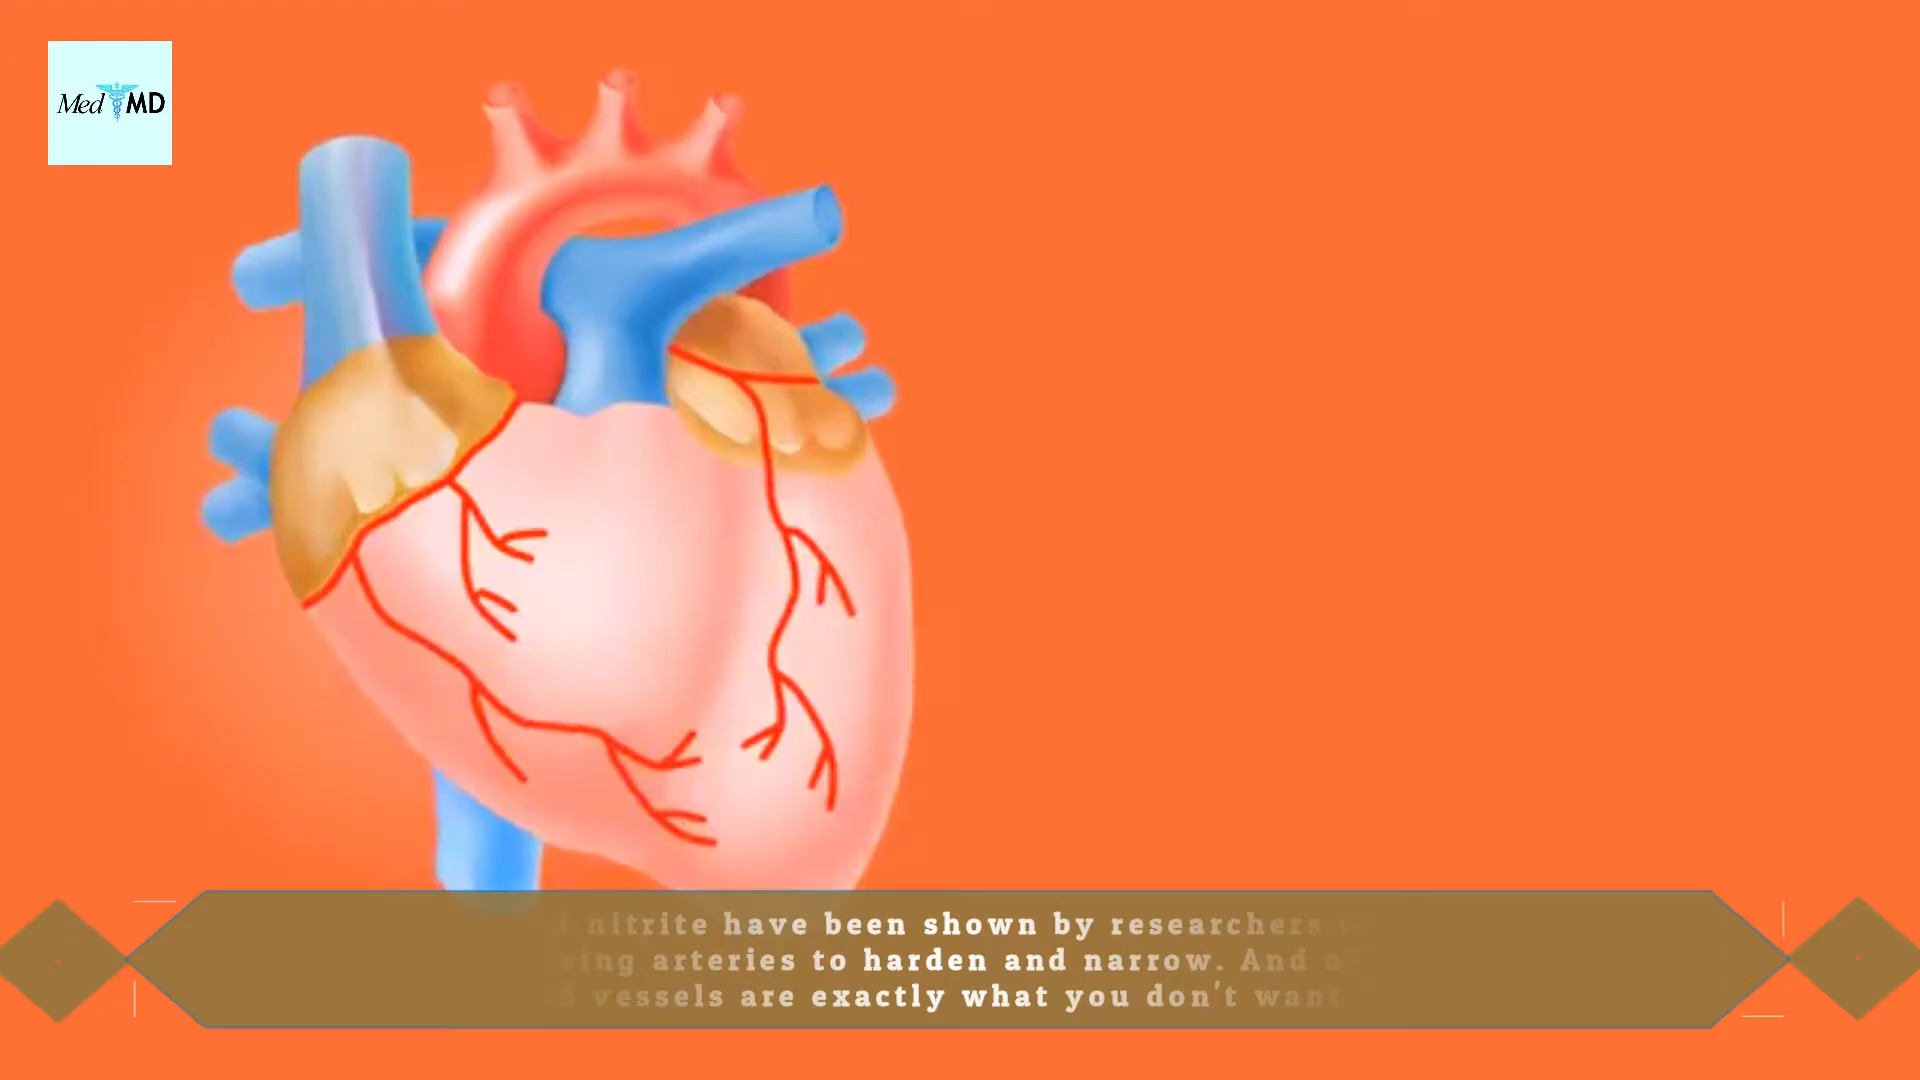 Med MD
nitrite have been shown by researchers
arteries to harden and narrow. And
vessels are exactly what you don't want